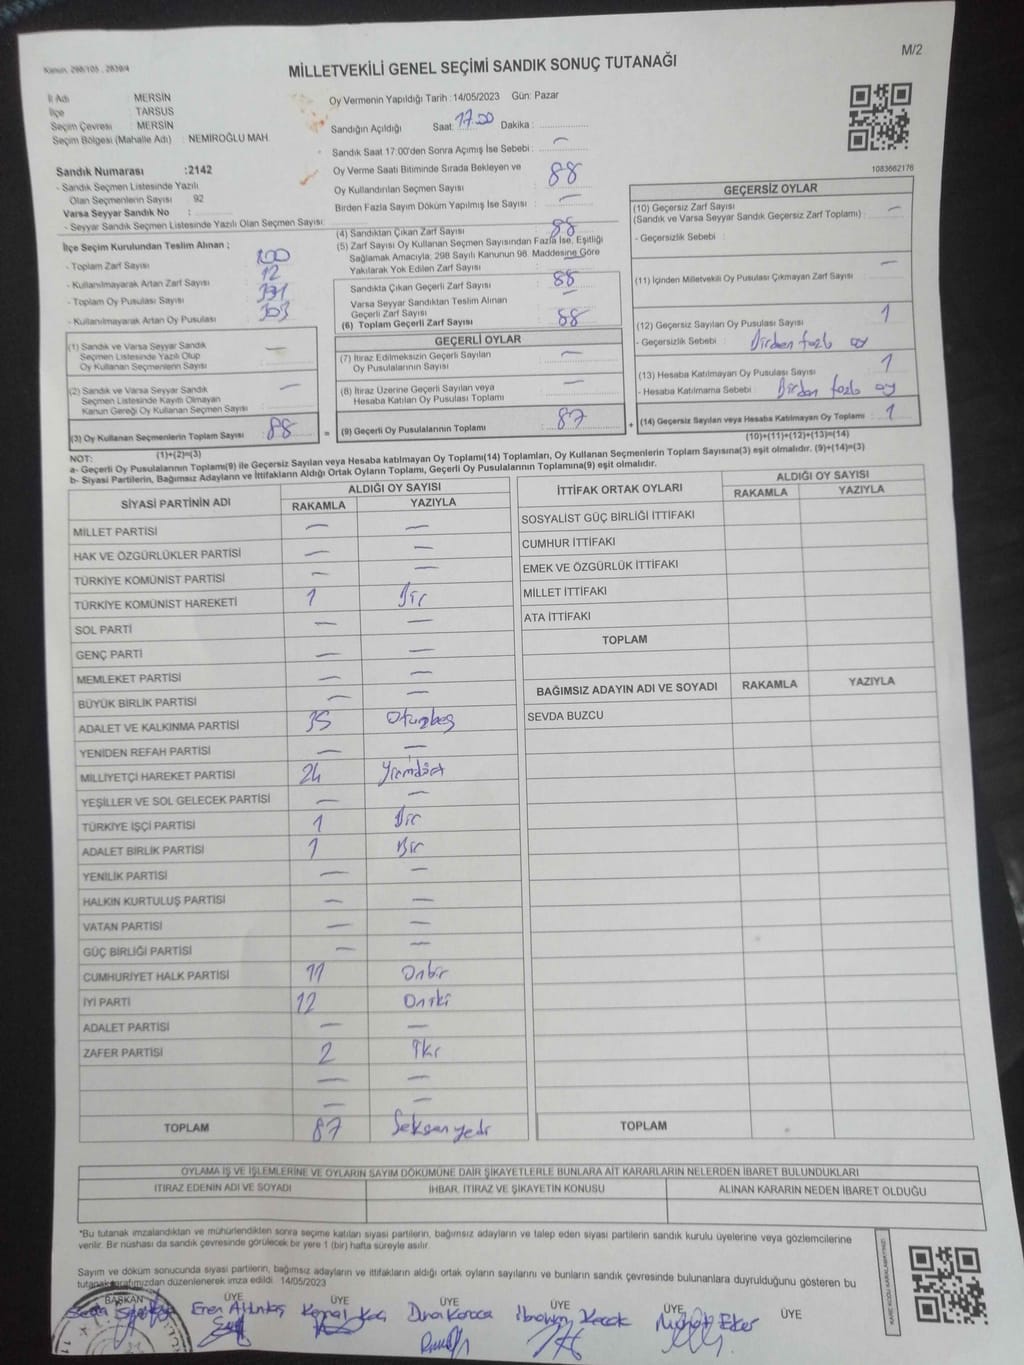 M/2
Kanun, 298/105 . 2839/4
MİLLETVEKİLİ GENEL SEÇİMİ SANDIK SONUÇ TUTANAĞI
İl Adı : MERSİN
İlçe : TARSUS
Seçim Çevresi : MERSİN
Seçim Bölgesi (Mahalle Adı) : NEMİROĞLU MAH.
Sandık Numarası :2142
- Sandık Seçmen Listesinde Yazılı
Olan Seçmenlerin Sayısı 92
Varsa Seyyar Sandık No :
- Seyyar Sandık Seçmen Listesinde Yazılı Olan Seçmen Sayısı:
Oy Vermenin Yapıldığı Tarih : 14/05/2023 Gün: Pazar
Sandığın Açıldığı Saat: 17.00 Dakika :
Sandık Saat 17:00'den Sonra Açımış İse Sebebi : —
Oy Verme Saati Bitiminde Sırada Bekleyen ve
Oy Kullandırılan Seçmen Sayısı : 88
Birden Fazla Sayım Döküm Yapılmış İse Sayısı : —
1083662176
İlçe Seçim Kurulundan Teslim Alınan ;
- Toplam Zarf Sayısı : 100
- Kullanılmayarak Artan Zarf Sayısı : 12
- Toplam Oy Pusulası Sayısı : 391
- Kullanılmayarak Artan Oy Pusulası : 303
(1) Sandık ve Varsa Seyyar Sandık
Seçmen Listesinde Yazılı Olup
Oy Kullanan Seçmenlerin Sayısı —
(2) Sandık ve Varsa Seyyar Sandık
Seçmen Listesinde Kayıtlı Olmayan
Kanun Gereği Oy Kullanan Seçmen Sayısı —
(3) Oy Kullanan Seçmenlerin Toplam Sayısı : 88
(1)+(2)=(3)
(4) Sandıktan Çıkan Zarf Sayısı : 88
(5) Zarf Sayısı Oy Kullanan Seçmen Sayısından Fazla İse, Eşitliği
Sağlamak Amacıyla; 298 Sayılı Kanunun 98. Maddesine Göre
Yakılarak Yok Edilen Zarf Sayısı : —
Sandıkta Çıkan Geçerli Zarf Sayısı : 88
Varsa Seyyar Sandıktan Teslim Alınan
Geçerli Zarf Sayısı : —
(6) Toplam Geçerli Zarf Sayısı : 88
GEÇERLİ OYLAR
(7) İtiraz Edilmeksizin Geçerli Sayılan
Oy Pusulasının Sayısı : —
(8) İtiraz Üzerine Geçerli Sayılan veya
Hesaba Katılan Oy Pusulası Toplamı : —
= (9) Geçerli Oy Pusulalarının Toplamı : 87 +
GEÇERSİZ OYLAR
(10) Geçersiz Zarf Sayısı : —
(Sandık ve Varsa Seyyar Sandık Geçersiz Zarf Toplamı)
- Geçersizlik Sebebi :
(11) İçinden Milletvekili Oy Pusulası Çıkmayan Zarf Sayısı : —
(12) Geçersiz Sayılan Oy Pusulası Sayısı : 1
- Geçersizlik Sebebi : Birden fazla oy
(13) Hesaba Katılmayan Oy Pusulası Sayısı : 1
- Hesaba Katılmama Sebebi : Birden fazla oy
(14) Geçersiz Sayılan veya Hesaba Katılmayan Oy Toplamı : 1
(10)+(11)+(12)+(13)=(14)
NOT:
a- Geçerli Oy Pusulalarının Toplamı(9) ile Geçersiz Sayılan veya Hesaba katılmayan Oy Toplamı(14) Toplamları, Oy Kullanan Seçmenlerin Toplam Sayısına(3) eşit olmalıdır. (9)+(14)=(3)
b- Siyasi Partilerin, Bağımsız Adayların ve İttifakların Aldığı Ortak Oyların Toplamı, Geçerli Oy Pusulalarının Toplamına(9) eşit olmalıdır.
SİYASİ PARTİNİN ADI ALDIĞI OY SAYISI
RAKAMLA YAZIYLA
MİLLET PARTİSİ — —
HAK VE ÖZGÜRLÜKLER PARTİSİ — —
TÜRKİYE KOMÜNİST PARTİSİ — —
TÜRKİYE KOMÜNİST HAREKETİ 1 Bir
SOL PARTİ — —
GENÇ PARTİ — —
MEMLEKET PARTİSİ — —
BÜYÜK BİRLİK PARTİSİ — —
ADALET VE KALKINMA PARTİSİ 35 Otuzbeş
YENİDEN REFAH PARTİSİ — —
MİLLİYETÇİ HAREKET PARTİSİ 24 Yirmdört
YEŞİLLER VE SOL GELECEK PARTİSİ — —
TÜRKİYE İŞÇİ PARTİSİ 1 Bir
ADALET BİRLİK PARTİSİ 1 Bir
YENİLİK PARTİSİ — —
HALKIN KURTULUŞ PARTİSİ — —
VATAN PARTİSİ — —
GÜÇ BİRLİĞİ PARTİSİ — —
CUMHURİYET HALK PARTİSİ 11 Onbir
İYİ PARTİ 12 Oniki
ADALET PARTİSİ — —
ZAFER PARTİSİ 2 İki
— —
— —
TOPLAM 87 Seksenyedi
İTTİFAK ORTAK OYLARI ALDIĞI OY SAYISI
RAKAMLA YAZIYLA
SOSYALİST GÜÇ BİRLİĞİ İTTİFAKI
CUMHUR İTTİFAKI
EMEK VE ÖZGÜRLÜK İTTİFAKI
MİLLET İTTİFAKI
ATA İTTİFAKI
TOPLAM
BAĞIMSIZ ADAYIN ADI VE SOYADI RAKAMLA YAZIYLA
SEVDA BUZCU
TOPLAM
OYLAMA İŞ VE İŞLEMLERİNE VE OYLARIN SAYIM DÖKÜMÜNE DAİR ŞİKAYETLERLE BUNLARA AİT KARARLARIN NELERDEN İBARET BULUNDUKLARI
İTİRAZ EDENİN ADI VE SOYADI İHBAR, İTİRAZ VE ŞİKAYETİN KONUSU ALINAN KARARIN NEDEN İBARET OLDUĞU
*Bu tutanak imzalandıktan ve mühürlendikten sonra seçime katılan siyasi partilerin, bağımsız adayların ve talep eden siyasi partilerin sandık kurulu üyelerine veya gözlemcilerine
verilir. Bir nüshası da sandık çevresinde görülecek bir yere 1 (bir) hafta süreyle asılır.
Sayım ve döküm sonucunda siyasi partilerin, bağımsız adayların ve ittifakların aldığı ortak oyların sayılarını ve bunların sandık çevresinde bulunanlara duyrulduğunu gösteren bu
tutanak tarafımızdan düzenlenerek imza edildi. 14/05/2023
BAŞKAN ÜYE ÜYE ÜYE ÜYE ÜYE ÜYE
Eren Altıntaş Kemal Koç Duna Karaca İbrahim Koçak